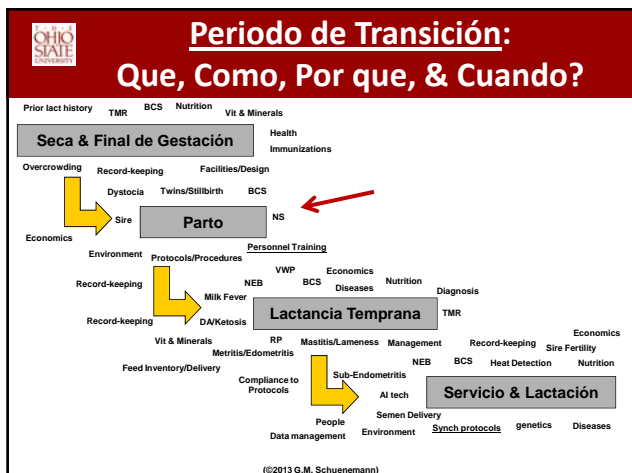 THE
OHIO
STATE
UNIVERSITY
Periodo de Transición:
Que, Como, Por que, & Cuando?
Prior lact history
TMR
BCS
Nutrition
Vit & Minerals
Seca & Final de Gestación
Health
Immunizations
Overcrowding
Record-keeping
Facilities/Design
Dystocia
Twins/Stillbirth
BCS
Sire
Parto
NS
Economics
Environment
Protocols/Procedures
Personnel Training
Record-keeping
NEB
VWP
BCS
Economics
Diseases
Nutrition
Diagnosis
Milk Fever
Lactancia Temprana
TMR
Record-keeping
DA/Ketosis
Vit & Minerals
RP
Mastitis/Lameness
Management
Record-keeping
Economics
Sire Fertility
Metritis/Edometritis
Feed Inventory/Delivery
NEB
BCS
Heat Detection
Nutrition
Compliance to
Protocols
Sub-Endometritis
AI tech
Servicio & Lactación
Semen Delivery
People
Data management
Environment
Synch protocols
genetics
Diseases
(©2013 G.M. Schuenemann)